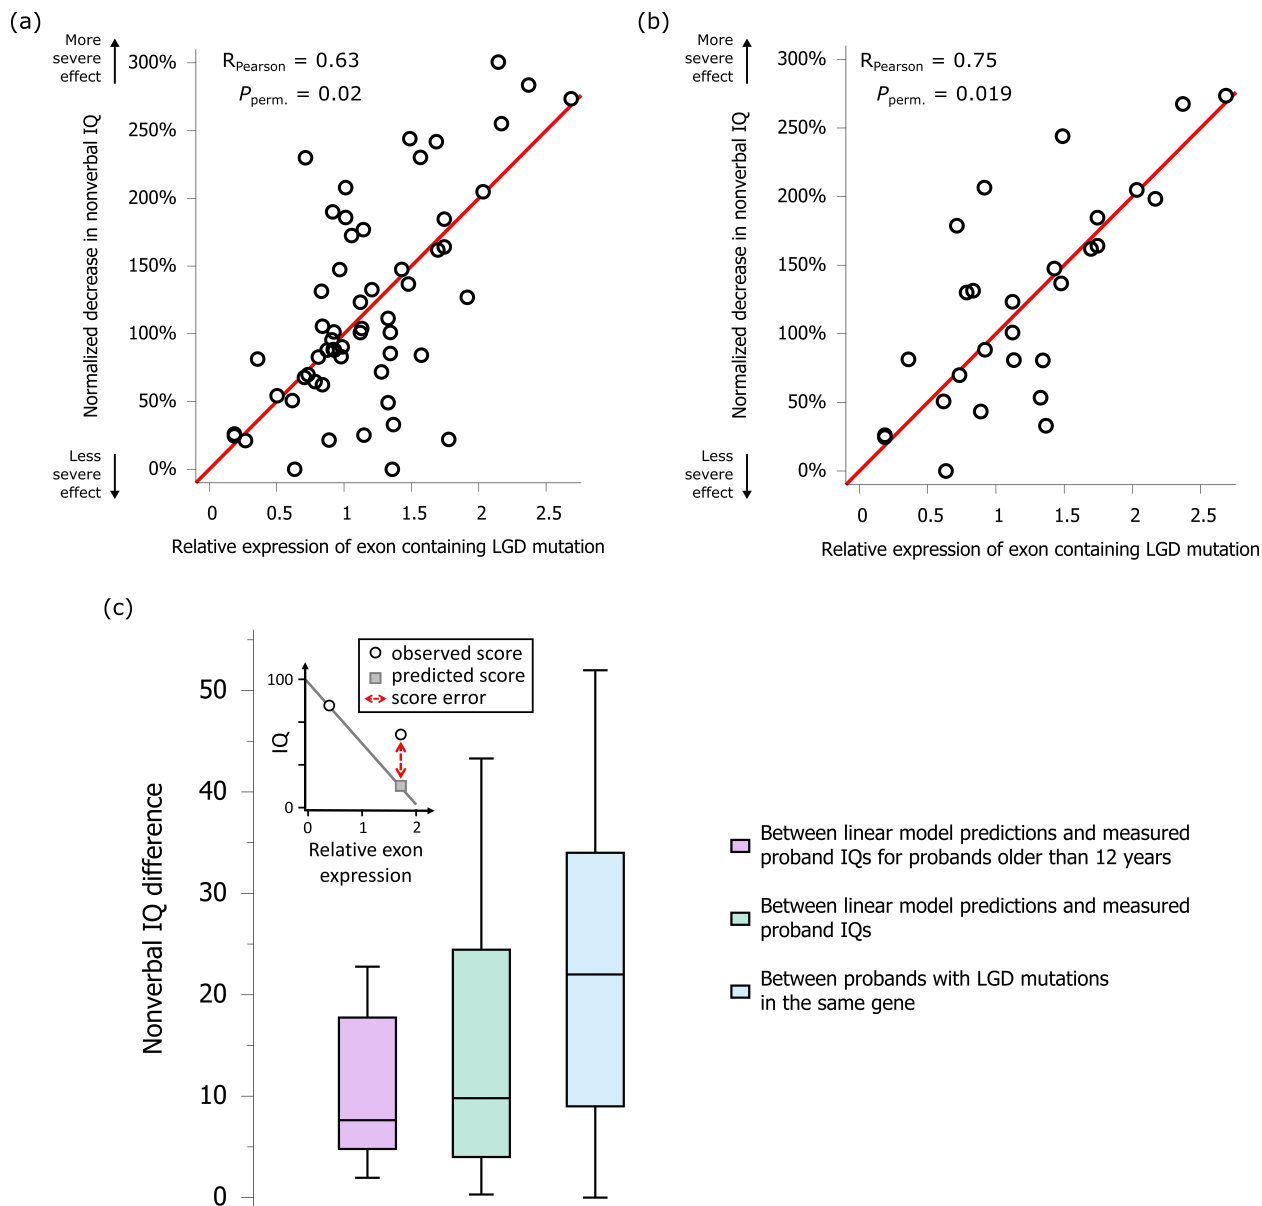 (a)
More
severe
effect
300%
250%
200%
150%
100%
50%
0%
Less
severe
effect
Normalized decrease in nonverbal IQ
RPearson = 0.63
Pperm. = 0.02
0 0.5 1 1.5 2 2.5
Relative expression of exon containing LGD mutation
(b)
More
severe
effect
300%
250%
200%
150%
100%
50%
0%
Less
severe
effect
Normalized decrease in nonverbal IQ
RPearson = 0.75
Pperm. = 0.019
0 0.5 1 1.5 2 2.5
Relative expression of exon containing LGD mutation
(c)
Nonverbal IQ difference
50
40
30
20
10
0
observed score
predicted score
score error
100
IQ
0
0 1 2
Relative exon
expression
Between linear model predictions and measured
proband IQs for probands older than 12 years
Between linear model predictions and measured
proband IQs
Between probands with LGD mutations
in the same gene